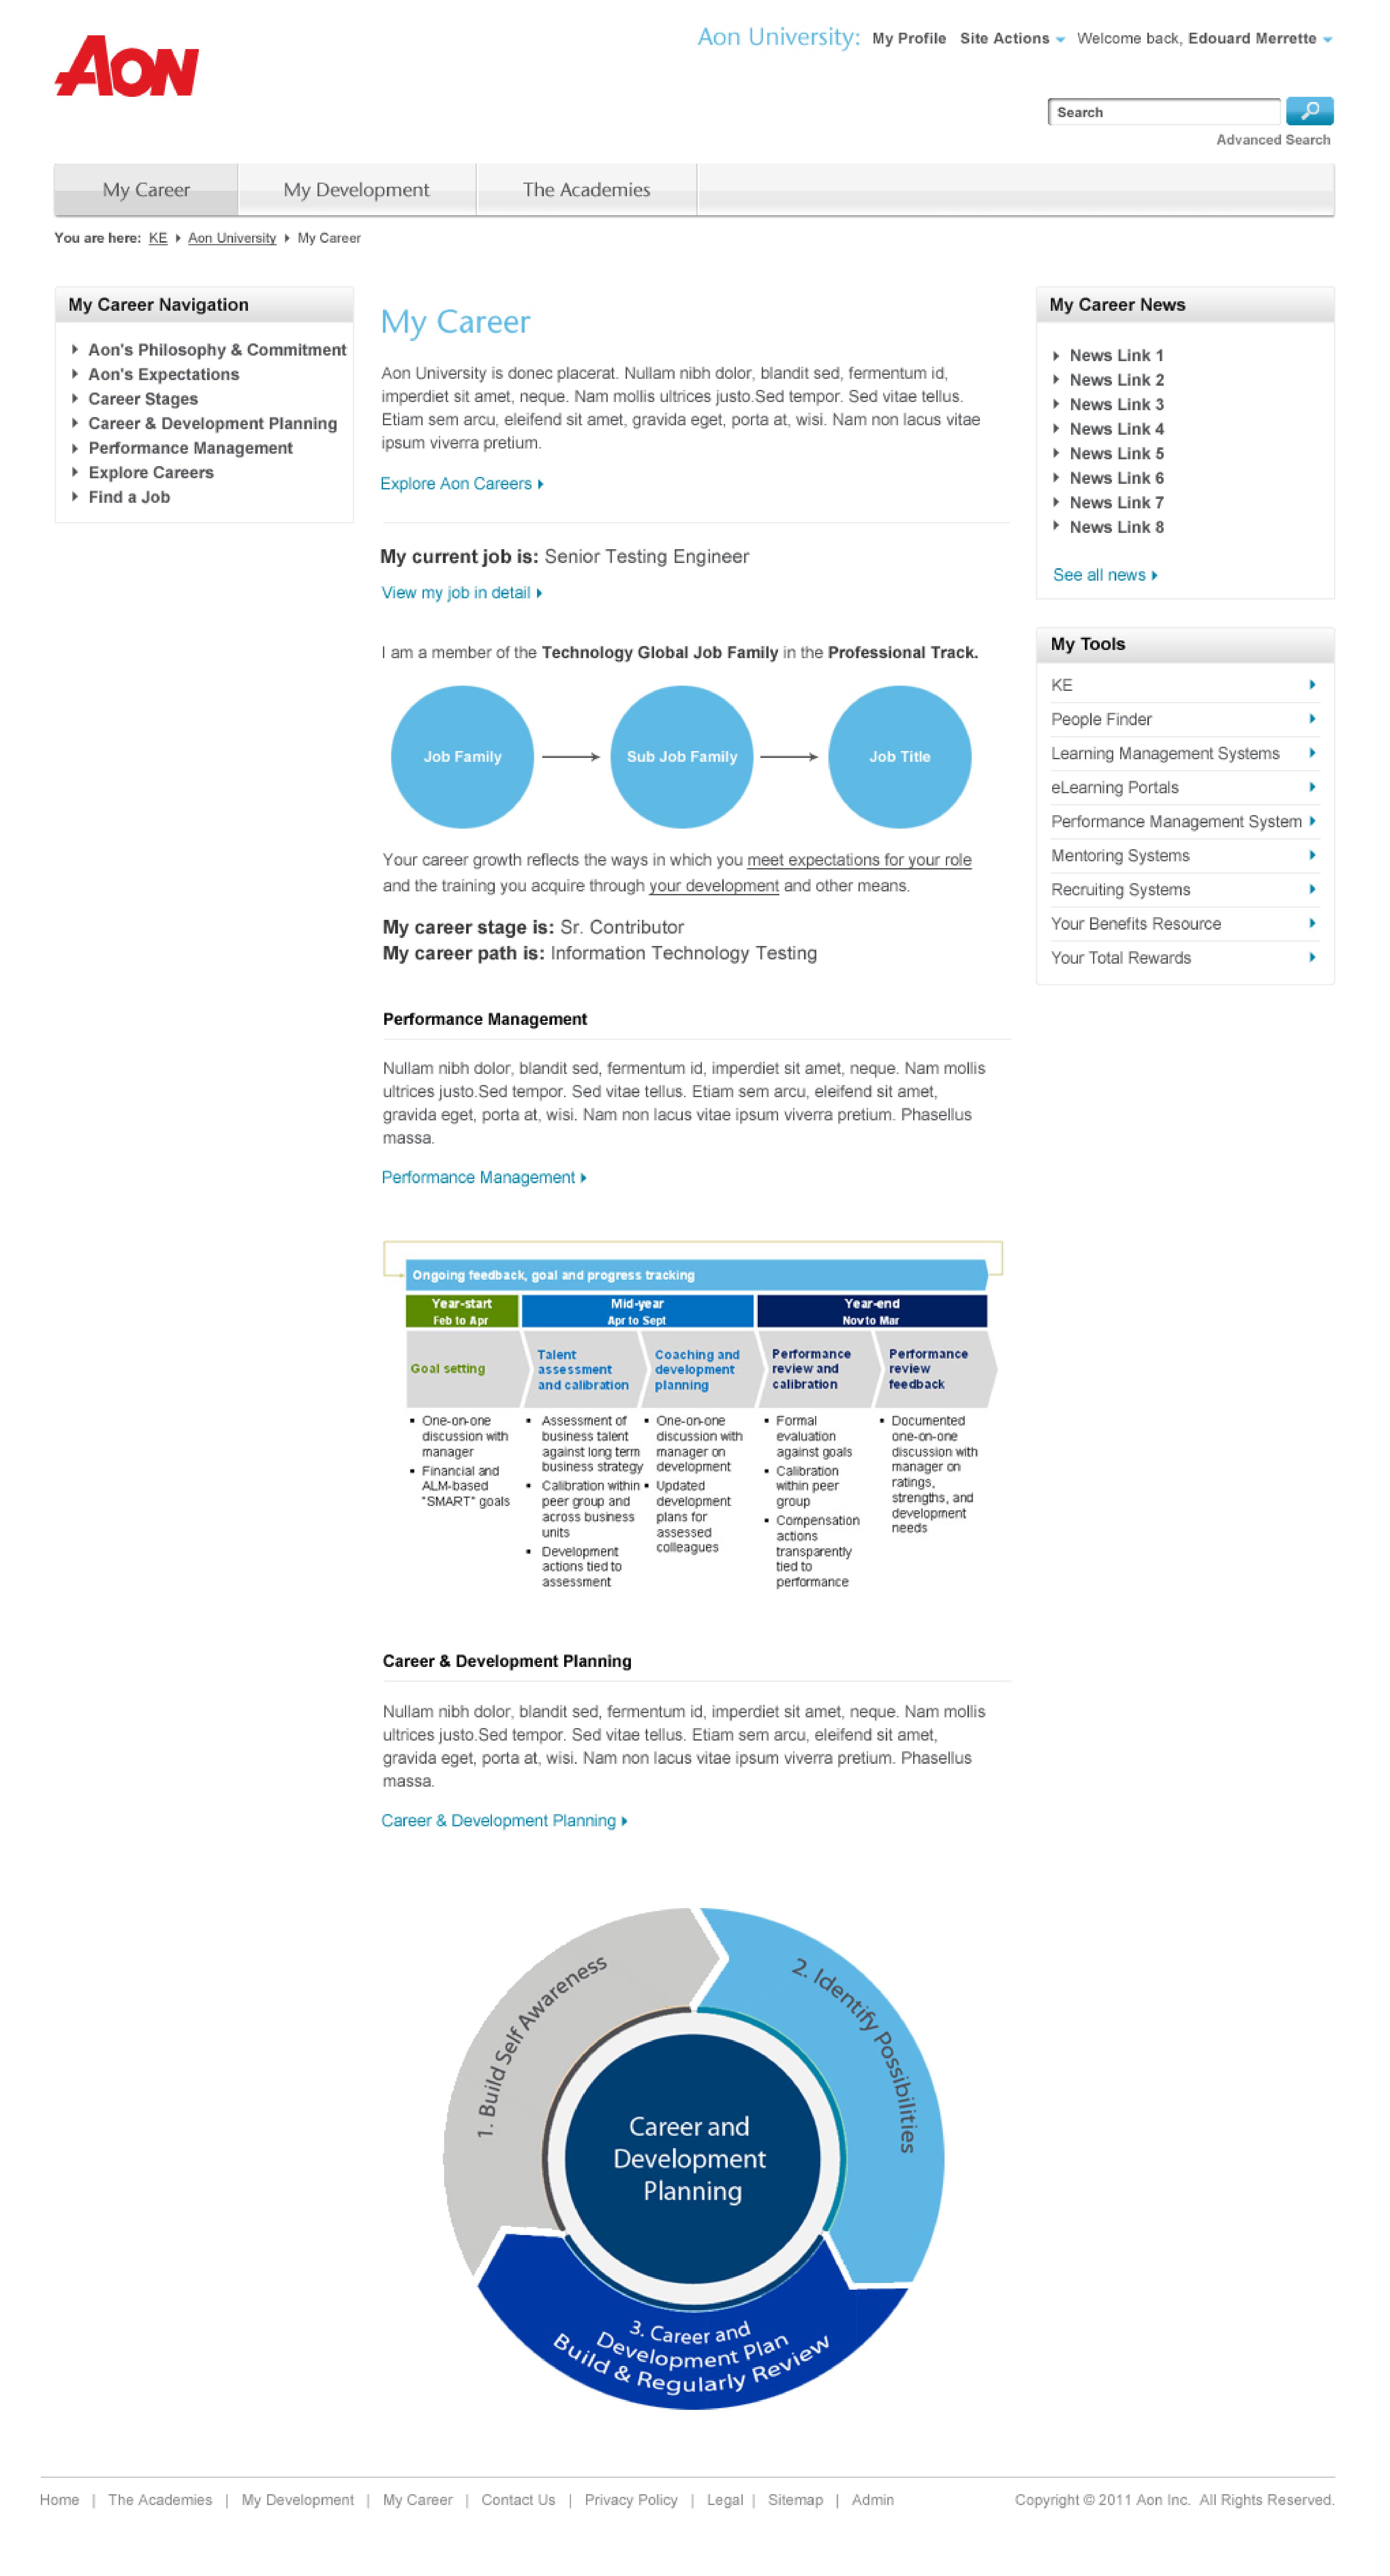 Aon
Aon University: My Profile Site Actions Welcome back, Edouard Merrette
Search
Advanced Search
My Career My Development The Academies
You are here: KE Aon University My Career
My Career Navigation
Aon's Philosophy & Commitment
Aon's Expectations
Career Stages
Career & Development Planning
Performance Management
Explore Careers
Find a Job
My Career
Aon University is donec placerat. Nullam nibh dolor, blandit sed, fermentum id,
imperdiet sit amet, neque. Nam mollis ultrices justo.Sed tempor. Sed vitae tellus.
Etiam sem arcu, eleifend sit amet, gravida eget, porta at, wisi. Nam non lacus vitae
ipsum viverra pretium.
Explore Aon Careers
My current job is: Senior Testing Engineer
View my job in detail
I am a member of the Technology Global Job Family in the Professional Track.
Job Family
Sub Job Family
Job Title
Your career growth reflects the ways in which you meet expectations for your role
and the training you acquire through your development and other means.
My career stage is: Sr. Contributor
My career path is: Information Technology Testing
Performance Management
Nullam nibh dolor, blandit sed, fermentum id, imperdiet sit amet, neque. Nam mollis
ultrices justo.Sed tempor. Sed vitae tellus. Etiam sem arcu, eleifend sit amet,
gravida eget, porta at, wisi. Nam non lacus vitae ipsum viverra pretium. Phasellus
massa.
Performance Management
Ongoing feedback, goal and progress tracking
Year-start
Feb to Apr
Mid-year
Apr to Sept
Year-end
Nov to Mar
Goal setting
Talent
assessment
and calibration
Coaching and
development
planning
Performance
review and
calibration
Performance
review
feedback
▪ One-on-one
discussion with
manager
▪ Financial and
ALM-based
"SMART" goals
▪ Assessment of
business talent
against long term
business strategy
▪ Calibration within
peer group and
across business
units
▪ Development
actions tied to
assessment
▪ One-on-one
discussion with
manager on
development
▪ Updated
development
plans for
assessed
colleagues
▪ Formal
evaluation
against goals
▪ Calibration
within peer
group
▪ Compensation
actions
transparently
tied to
performance
▪ Documented
one-on-one
discussion with
manager on
ratings,
strengths, and
development
needs
Career & Development Planning
Nullam nibh dolor, blandit sed, fermentum id, imperdiet sit amet, neque. Nam mollis
ultrices justo.Sed tempor. Sed vitae tellus. Etiam sem arcu, eleifend sit amet,
gravida eget, porta at, wisi. Nam non lacus vitae ipsum viverra pretium. Phasellus
massa.
Career & Development Planning
1. Build Self Awareness
2. Identify Possibilities
Career and
Development
Planning
3. Career and
Development Plan
Build & Regularly Review
My Career News
News Link 1
News Link 2
News Link 3
News Link 4
News Link 5
News Link 6
News Link 7
News Link 8
See all news
My Tools
KE
People Finder
Learning Management Systems
eLearning Portals
Performance Management System
Mentoring Systems
Recruiting Systems
Your Benefits Resource
Your Total Rewards
Home | The Academies | My Development | My Career | Contact Us | Privacy Policy | Legal | Sitemap | Admin
Copyright © 2011 Aon Inc. All Rights Reserved.